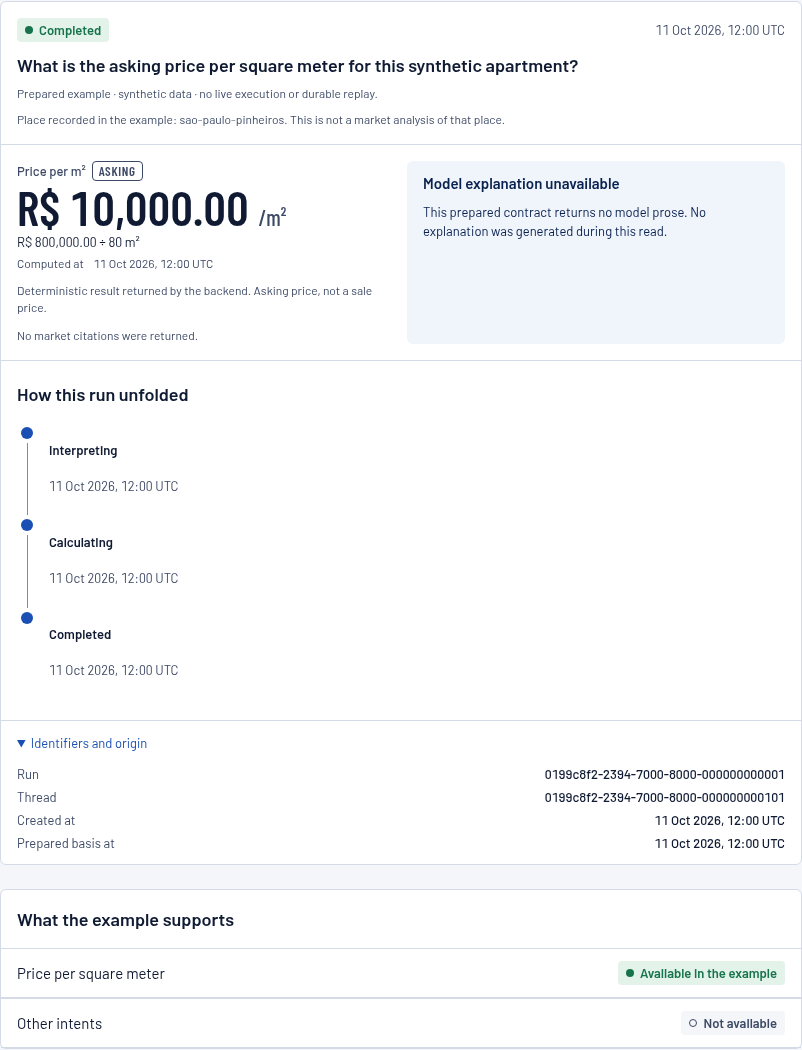 Completed
11 Oct 2026, 12:00 UTC
What is the asking price per square meter for this synthetic apartment?
Prepared example · synthetic data · no live execution or durable replay.
Place recorded in the example: sao-paulo-pinheiros. This is not a market analysis of that place.
Price per m² ASKING
R$ 10,000.00 /m²
R$ 800,000.00 ÷ 80 m²
Computed at 11 Oct 2026, 12:00 UTC
Deterministic result returned by the backend. Asking price, not a sale
price.
No market citations were returned.
Model explanation unavailable
This prepared contract returns no model prose. No
explanation was generated during this read.
How this run unfolded
Interpreting
11 Oct 2026, 12:00 UTC
Calculating
11 Oct 2026, 12:00 UTC
Completed
11 Oct 2026, 12:00 UTC
Identifiers and origin
Run 0199c8f2-2394-7000-8000-000000000001
Thread 0199c8f2-2394-7000-8000-000000000101
Created at 11 Oct 2026, 12:00 UTC
Prepared basis at 11 Oct 2026, 12:00 UTC
What the example supports
Price per square meter Available in the example
Other intents Not available